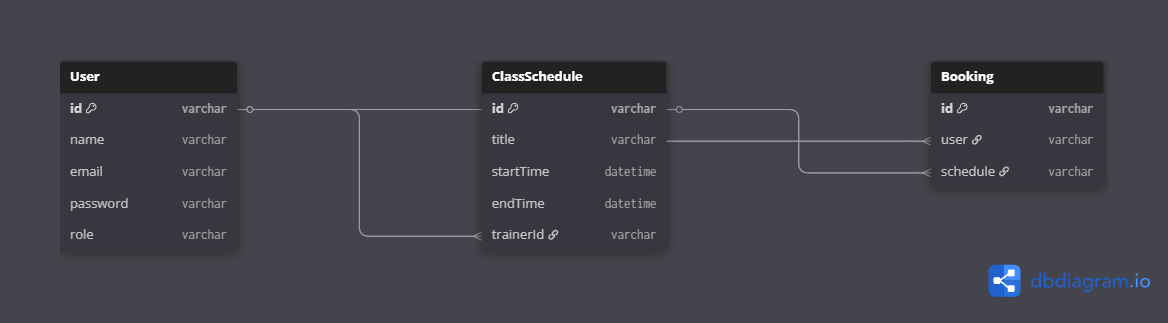 User
id varchar
name varchar
email varchar
password varchar
role varchar
ClassSchedule
id varchar
title varchar
startTime datetime
endTime datetime
trainerId varchar
Booking
id varchar
user varchar
schedule varchar
dbdiagram.io